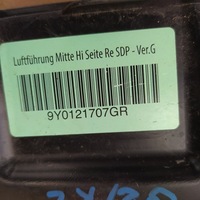 Luftführung Mitte Hi Seite Re SDP - Ver.G
9Y0121707GR